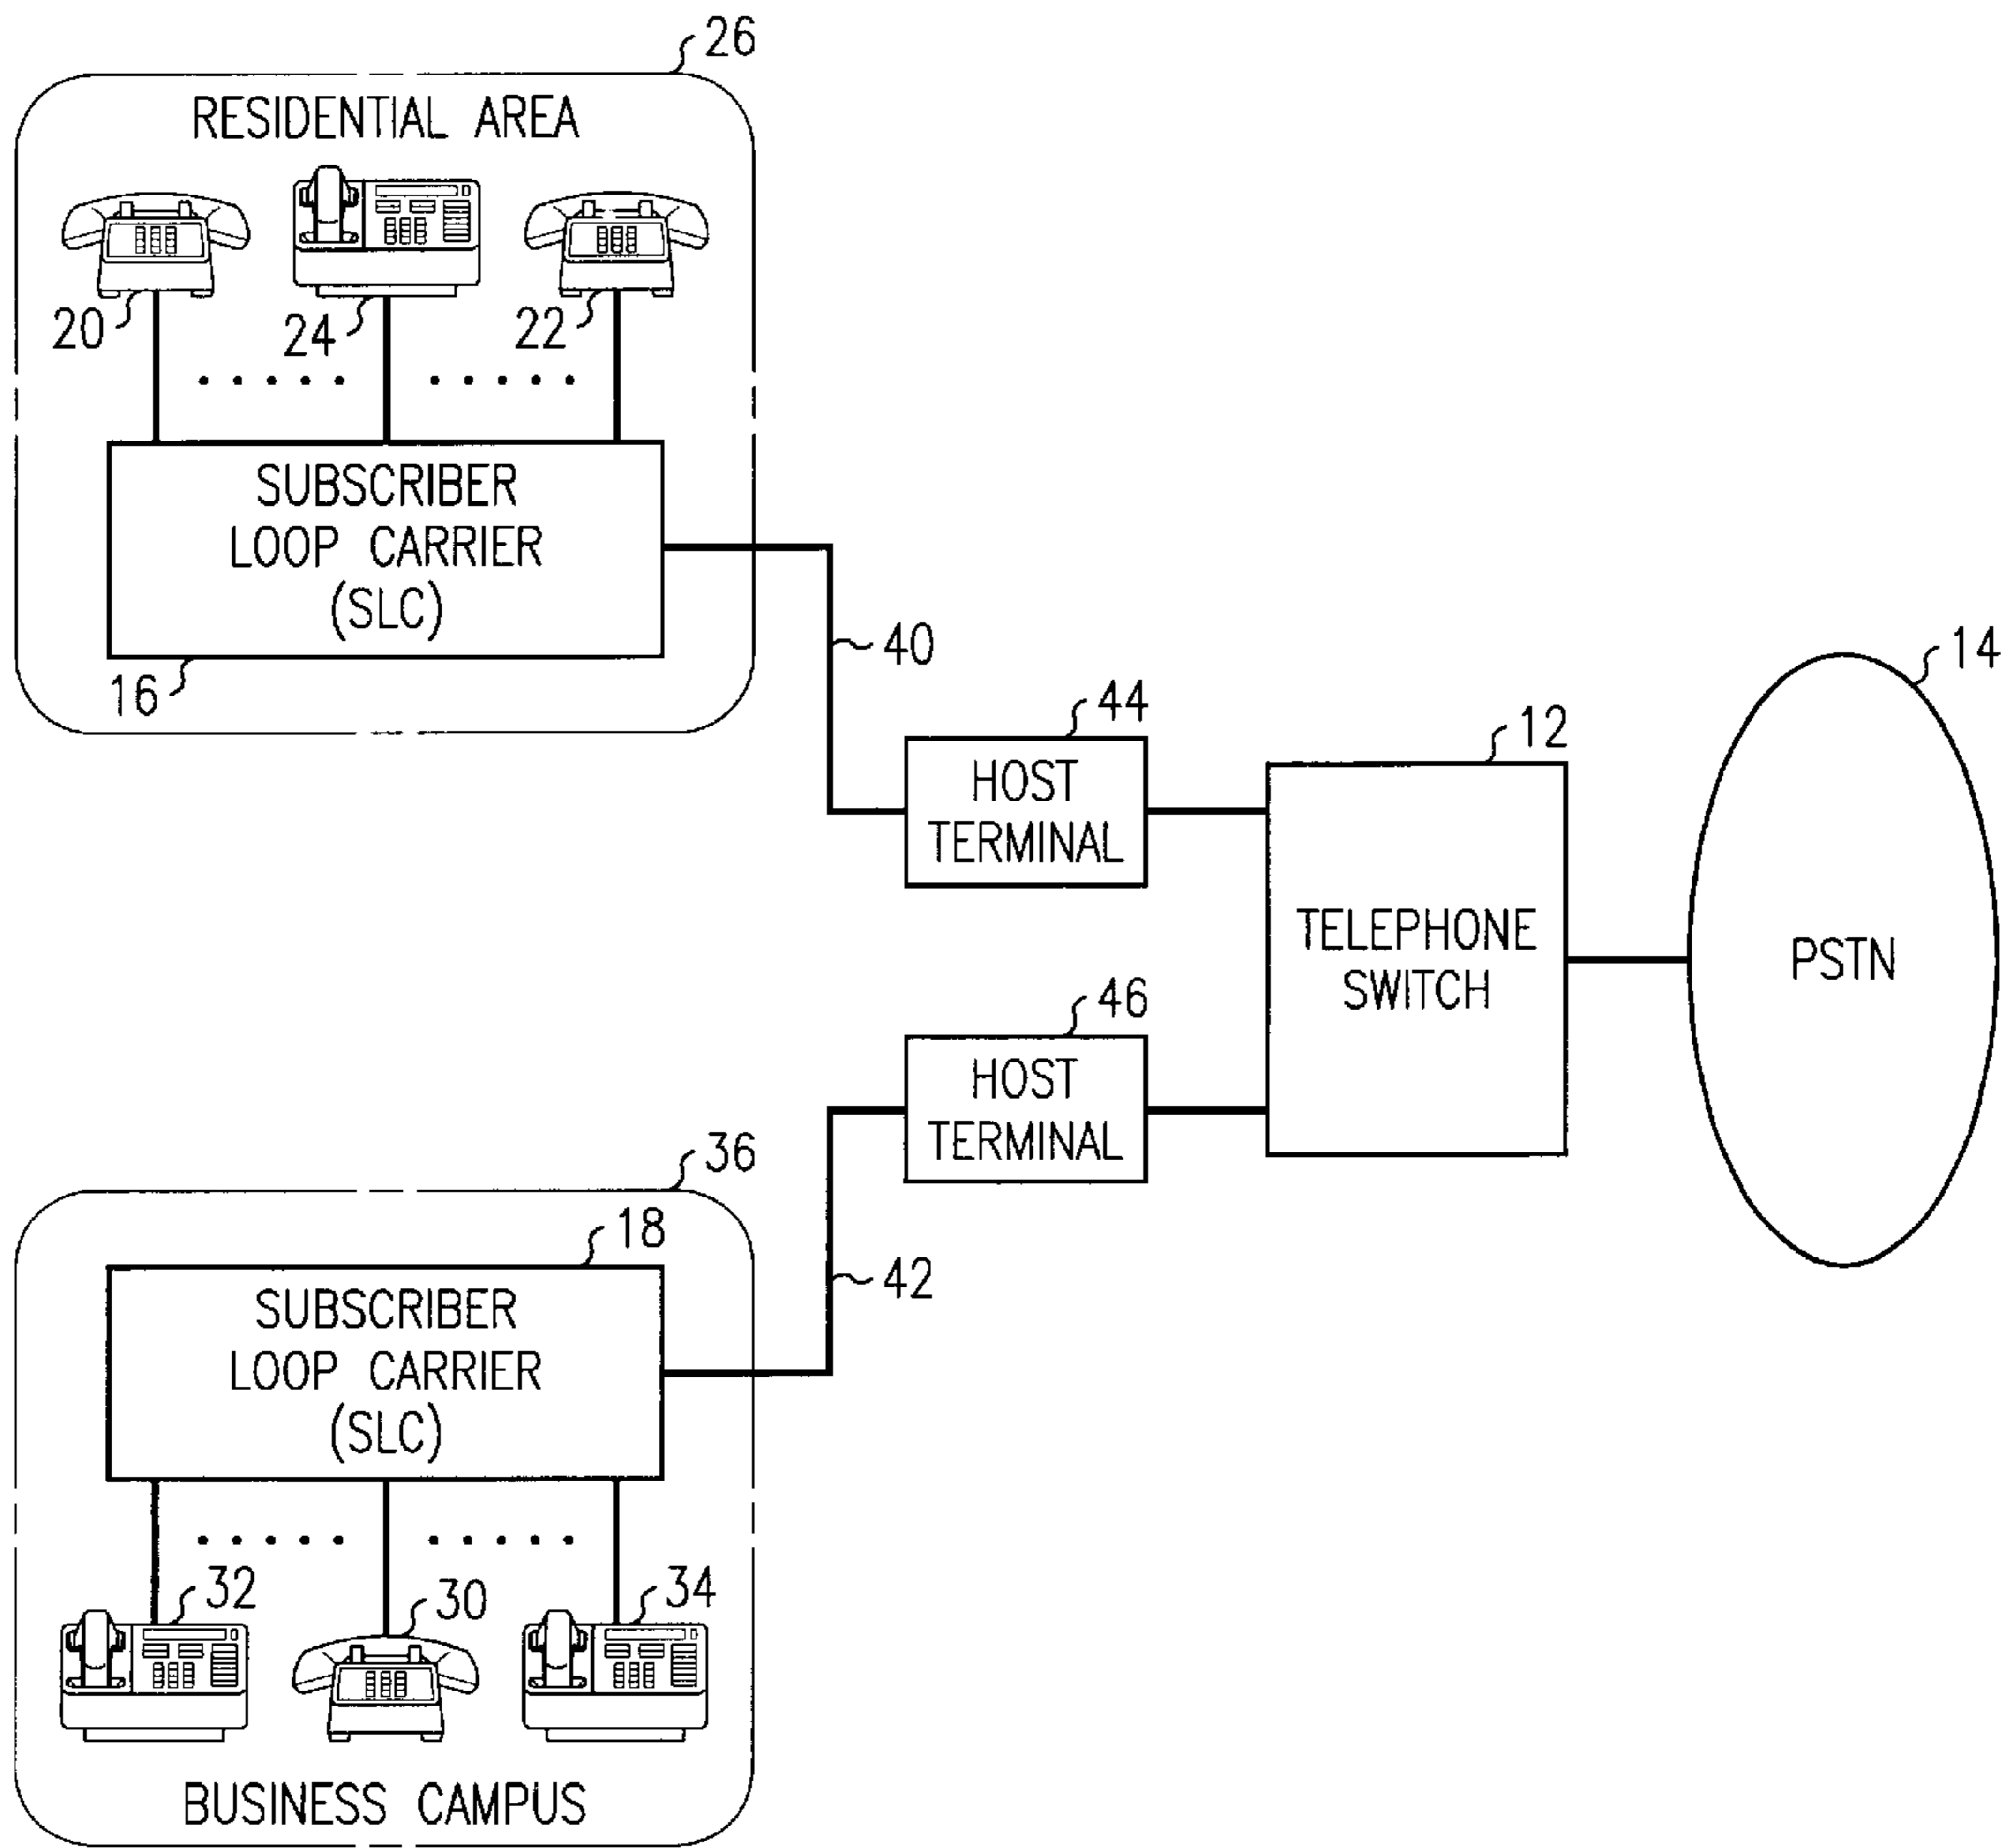 26
RESIDENTIAL AREA
20
24
22
SUBSCRIBER
LOOP CARRIER
(SLC)
16
40
44
HOST
TERMINAL
12
TELEPHONE
SWITCH
14
PSTN
46
HOST
TERMINAL
36
18
SUBSCRIBER
LOOP CARRIER
(SLC)
42
32
30
34
BUSINESS CAMPUS